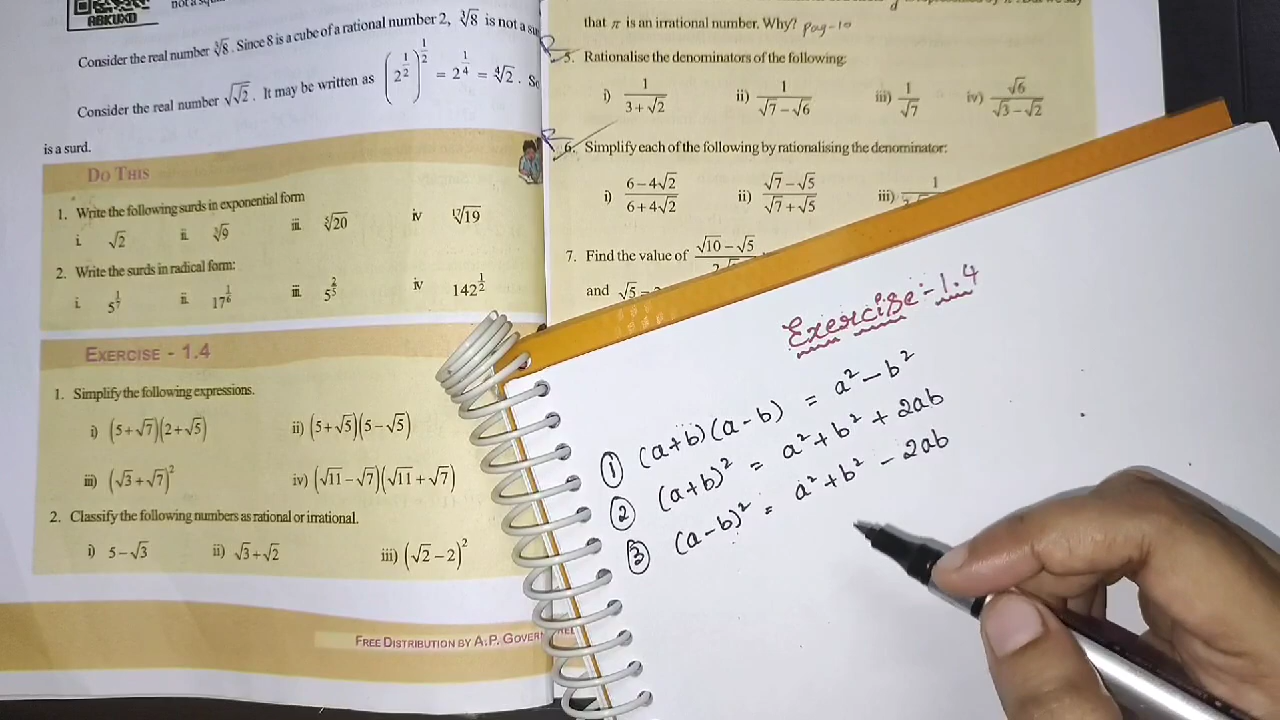 ABKUXD
Consider the real number ∛8. Since 8 is a cube of a rational number 2, ∛8 is not a su
Consider the real number √√2. It may be written as (2^(1/2))^(1/2) = 2^(1/4) = ∜2. So
is a surd.
DO THIS
1. Write the following surds in exponential form
i. √2 ii. ∛9 iii. √20 iv √19
2. Write the surds in radical form:
i. 5^(1/7) ii. 17^(1/6) iii. 5^(2/5) iv 142^(1/2)
EXERCISE - 1.4
1. Simplify the following expressions.
i) (5+√7)(2+√5) ii) (5+√5)(5−√5)
iii) (√3+√7)² iv) (√11−√7)(√11+√7)
2. Classify the following numbers as rational or irrational.
i) 5−√3 ii) √3+√2 iii) (√2−2)²
FREE DISTRIBUTION BY A.P. GOVERN
that π is an irrational number. Why? pag-10
5. Rationalise the denominators of the following:
i) 1/(3+√2) ii) 1/(√7−√6) iii) 1/√7 iv) √6/(√3−√2)
6. Simplify each of the following by rationalising the denominator:
i) (6−4√2)/(6+4√2) ii) (√7−√5)/(√7+√5) iii) 1
7. Find the value of √10−√5
and √5
Exercise:-1.4
① (a+b)(a-b) = a²-b²
② (a+b)² = a²+b²+2ab
③ (a-b)² = a²+b²-2ab